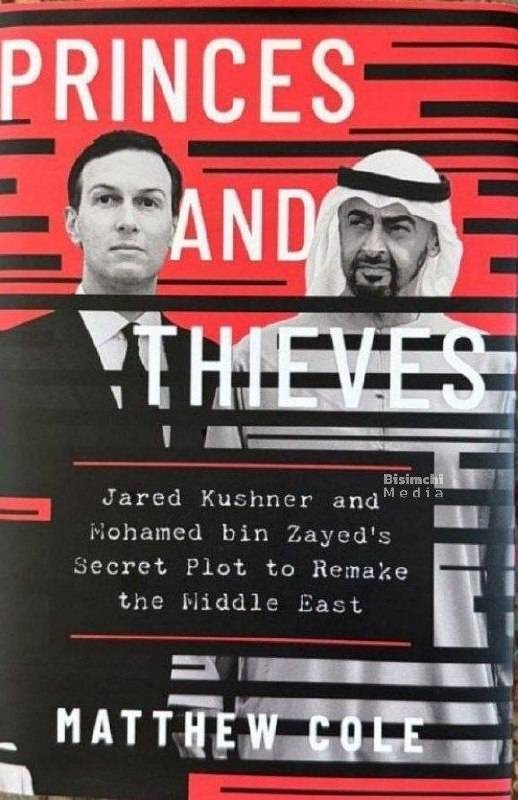 PRINCES
AND
THIEVES
Jared Kushner and
Mohamed bin Zayed's
Secret Plot to Remake
the Middle East
Bisimchi
Media
MATTHEW COLE